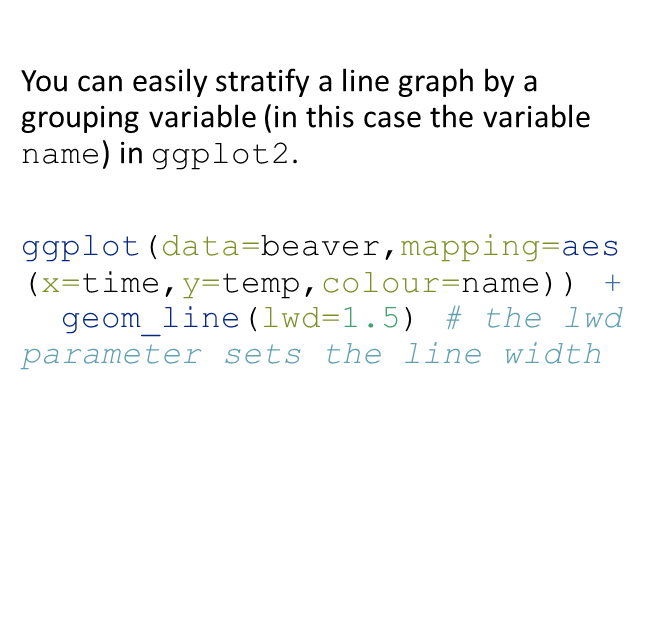 You can easily stratify a line graph by a
grouping variable (in this case the variable
name) in ggplot2.
ggplot(data=beaver,mapping=aes
(x=time,y=temp,colour=name)) +
geom_line(lwd=1.5) # the lwd
parameter sets the line width